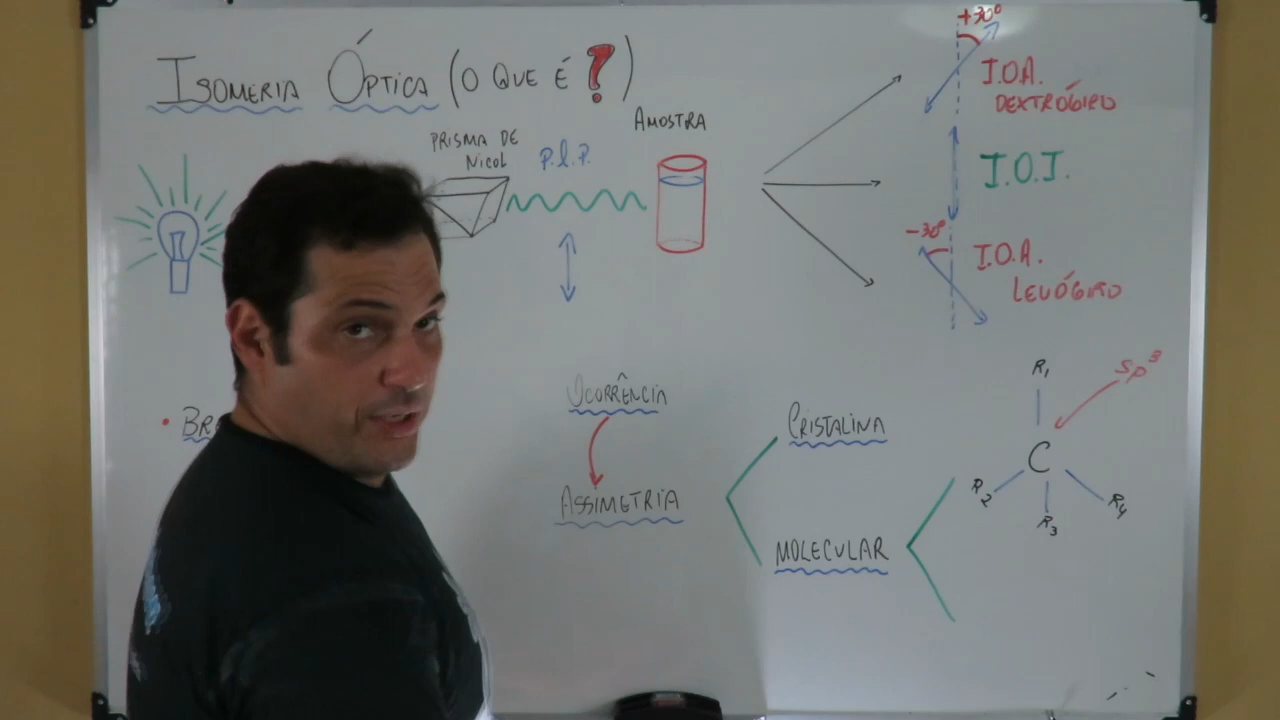 ISOMERIA ÓPTICA (O QUE É ?)
PRISMA DE
NICOL
P.L.P.
AMOSTRA
+30°
I.O.A.
DEXTRÓGIRO
I.O.I.
-30°
I.O.A.
LEVÓGIRO
OCORRÊNCIA
ASSIMETRIA
CRISTALINA
MOLECULAR
R1
sp³
C
R2
R3
R4